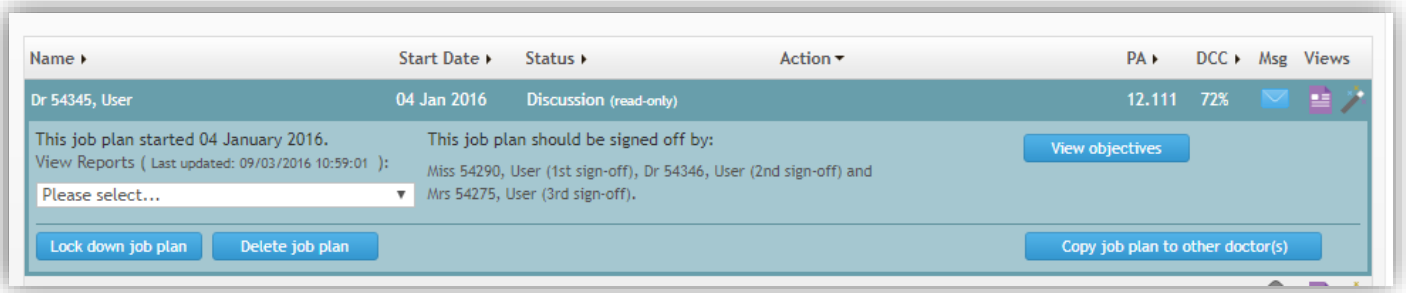 Name Start Date Status Action PA DCC Msg Views
Dr 54345, User 04 Jan 2016 Discussion (read-only) 12.111 72%
This job plan started 04 January 2016. This job plan should be signed off by:
View objectives
View Reports ( Last updated: 09/03/2016 10:59:01 ):
Miss 54290, User (1st sign-off), Dr 54346, User (2nd sign-off) and
Please select... Mrs 54275, User (3rd sign-off).
Lock down job plan Delete job plan Copy job plan to other doctor(s)